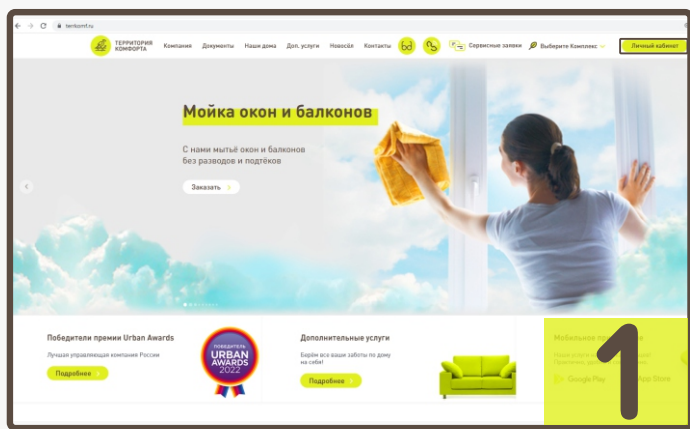 terrkomf.ru
ТЕРРИТОРИЯ
КОМФОРТА
Компания Документы Наши дома Доп. услуги Новосёл Контакты Сервисные заявки Выберите Комплекс Личный кабинет
Мойка окон и балконов
С нами мытьё окон и балконов
без разводов и подтёков
Заказать
Победители премии Urban Awards
Лучшая управляющая компания России
Подробнее
ПОБЕДИТЕЛЬ
URBAN
AWARDS
2022
Дополнительные услуги
Берём все ваши заботы по дому
на себя!
Подробнее
Google Play
App Store
1